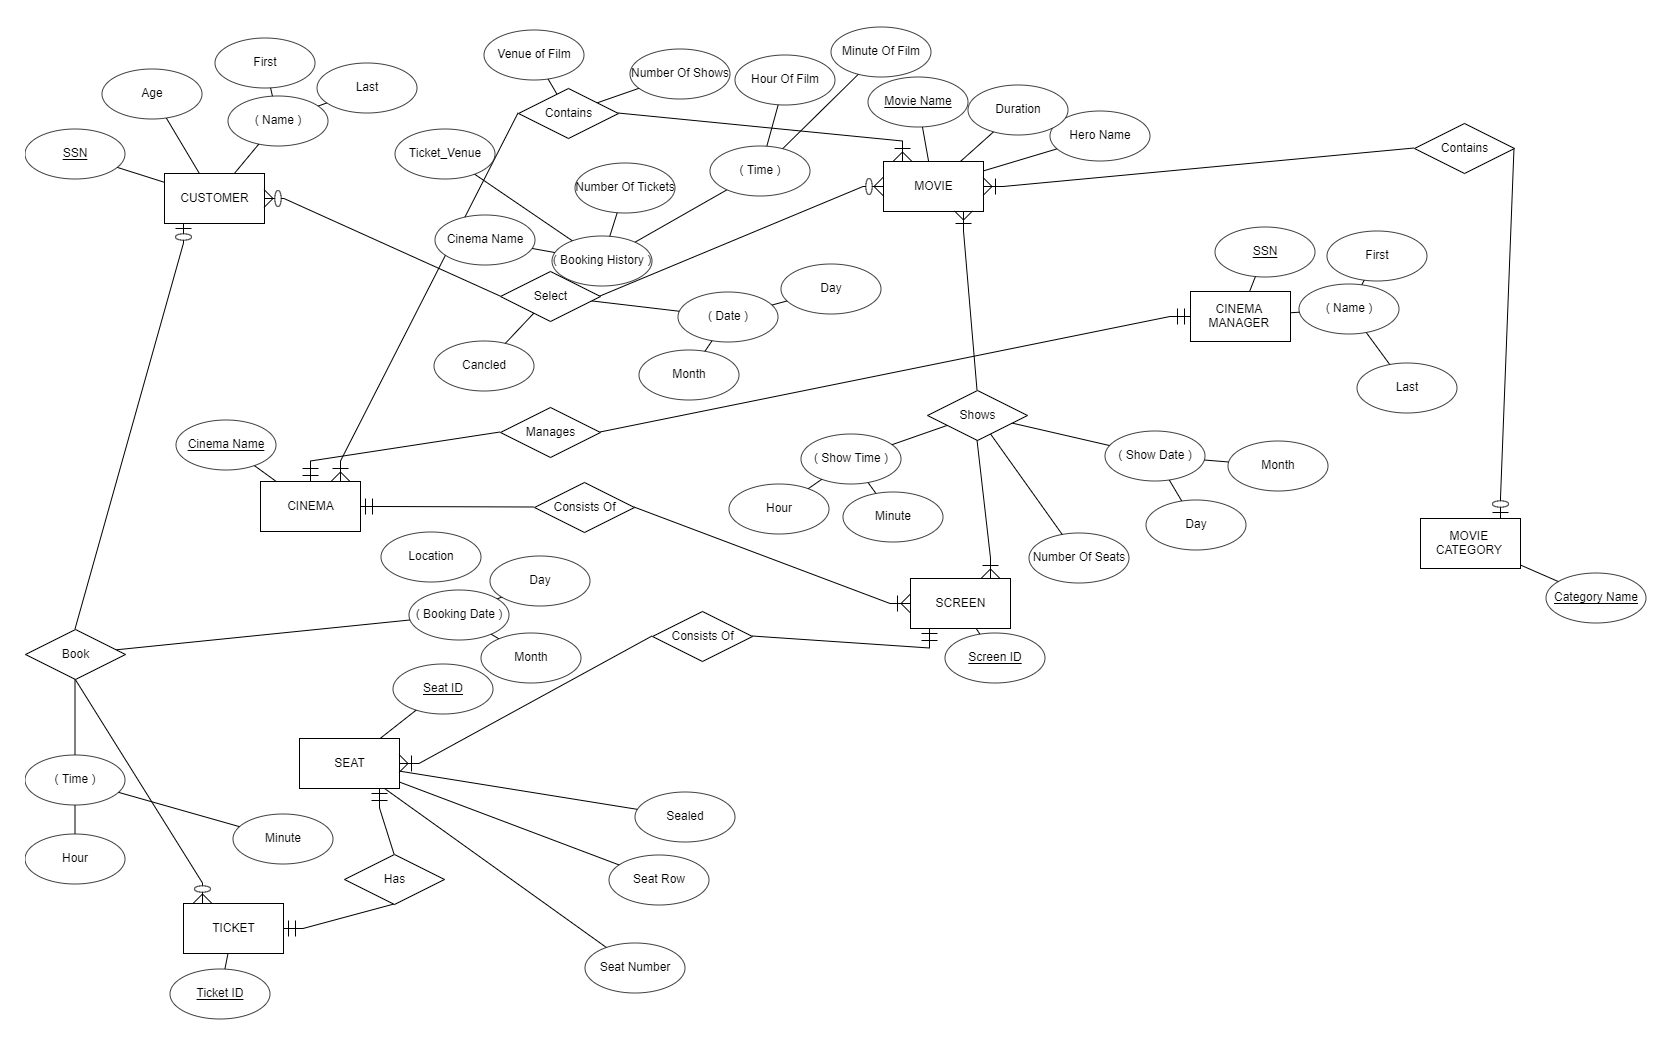 Minute Of Film
Venue of Film
First
Number Of Shows
Hour Of Film
Last
Age
Movie Name
Duration
Contains
( Name )
Hero Name
Contains
SSN
Ticket_Venue
( Time )
MOVIE
Number Of Tickets
CUSTOMER
Cinema Name
SSN
First
( Booking History )
Day
Select
( Date )
CINEMA
MANAGER
( Name )
Cancled
Month
Last
Shows
Manages
Cinema Name
( Show Time )
( Show Date )
Month
CINEMA
Consists Of
Hour
Minute
Day
MOVIE
CATEGORY
Location
Number Of Seats
Day
Category Name
SCREEN
( Booking Date )
Consists Of
Book
Month
Screen ID
Seat ID
SEAT
( Time )
Sealed
Minute
Hour
Has
Seat Row
TICKET
Seat Number
Ticket ID